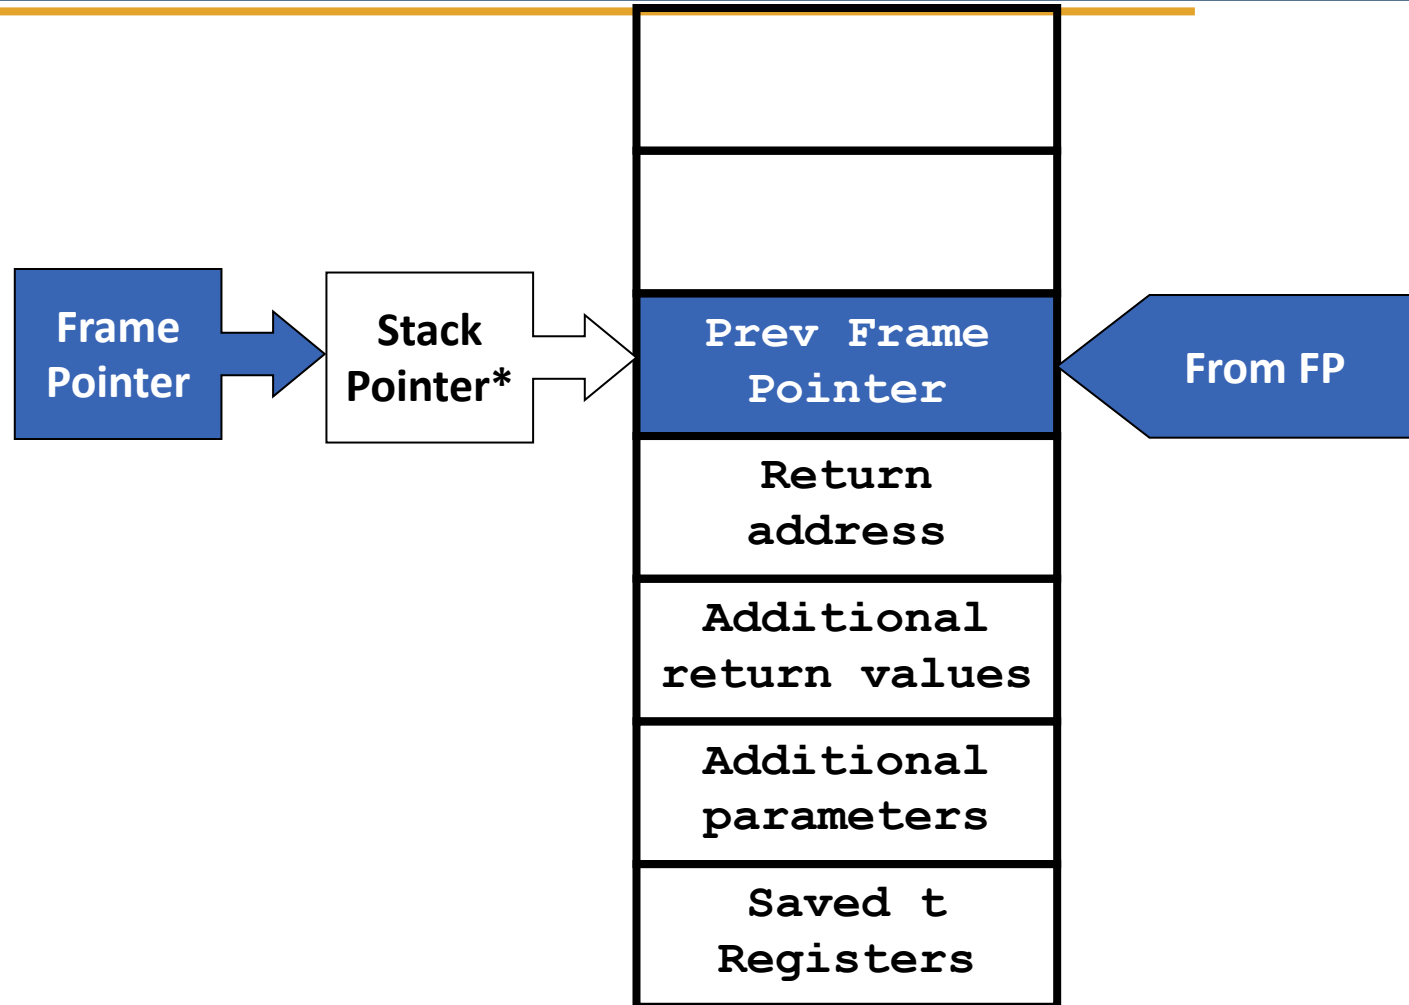 Frame
Pointer
Stack
Pointer*
Prev Frame
Pointer
From FP
Return
address
Additional
return values
Additional
parameters
Saved t
Registers